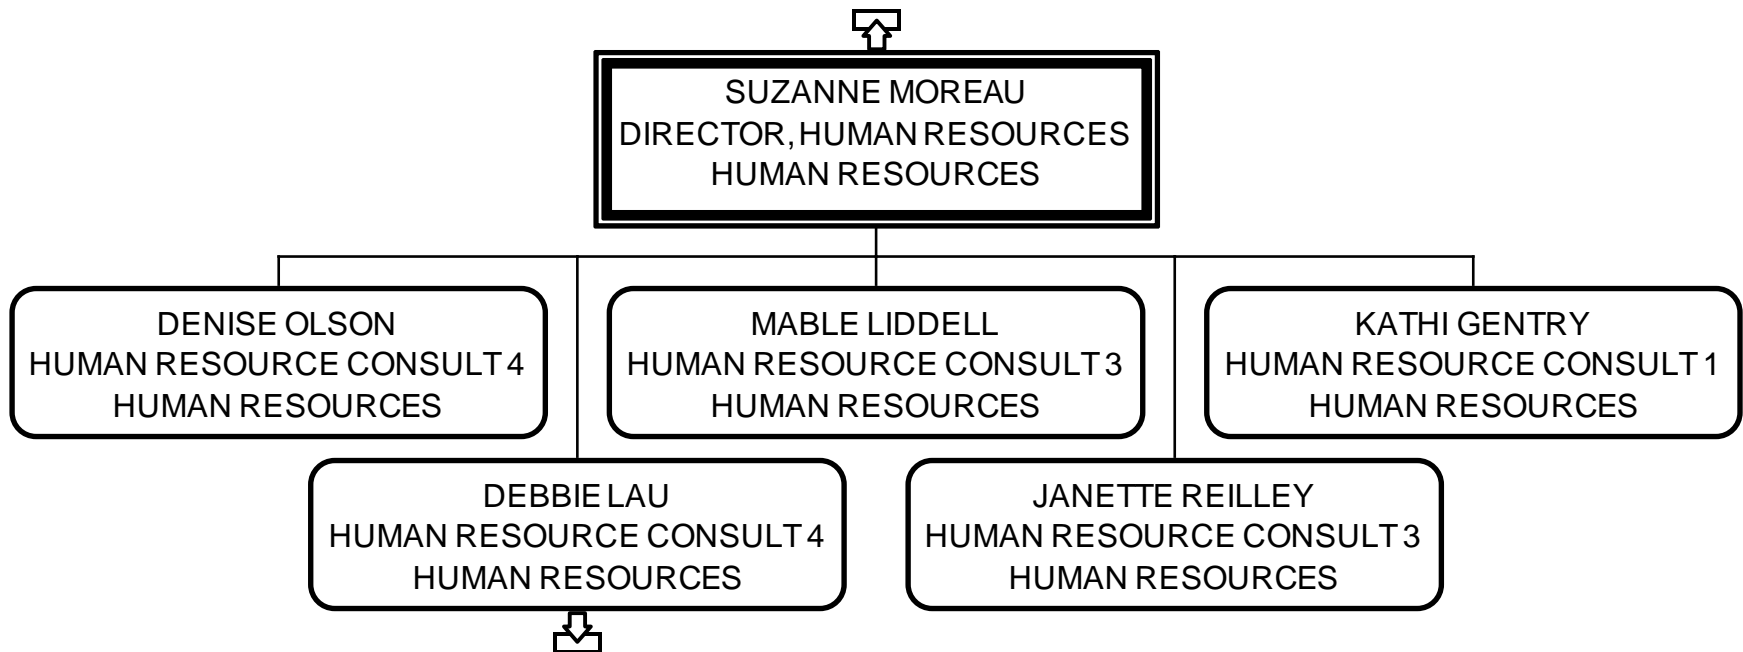 SUZANNE MOREAU
DIRECTOR, HUMAN RESOURCES
HUMAN RESOURCES
DENISE OLSON
HUMAN RESOURCE CONSULT 4
HUMAN RESOURCES
MABLE LIDDELL
HUMAN RESOURCE CONSULT 3
HUMAN RESOURCES
KATHI GENTRY
HUMAN RESOURCE CONSULT 1
HUMAN RESOURCES
DEBBIE LAU
HUMAN RESOURCE CONSULT 4
HUMAN RESOURCES
JANETTE REILLEY
HUMAN RESOURCE CONSULT 3
HUMAN RESOURCES